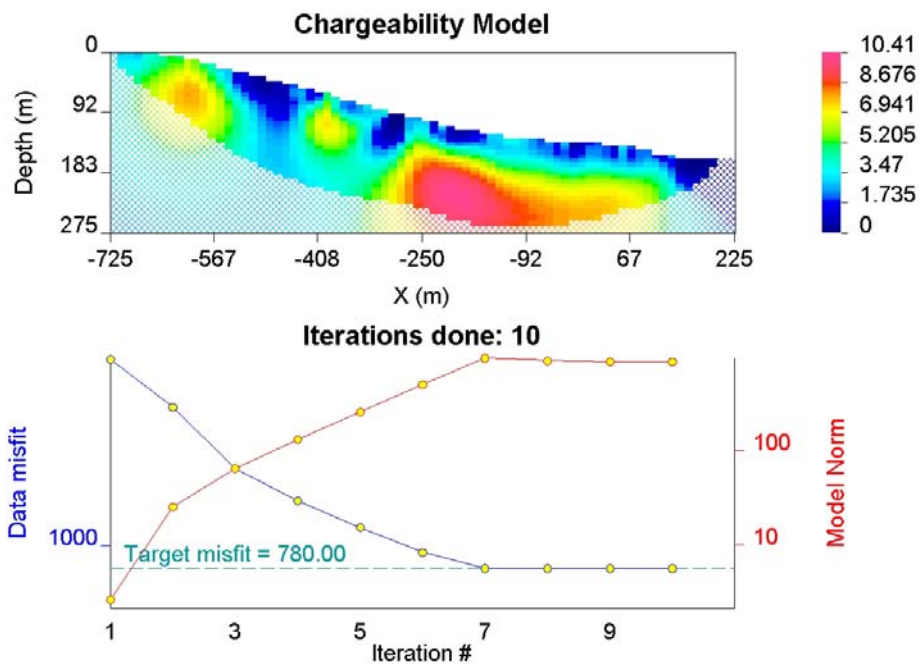 Chargeability Model
0
92
183
275
Depth (m)
-725 -567 -408 -250 -92 67 225
X (m)
10.41
8.676
6.941
5.205
3.47
1.735
0
Iterations done: 10
Data misfit
1000
Target misfit = 780.00
100
10
Model Norm
1 3 5 7 9
Iteration #